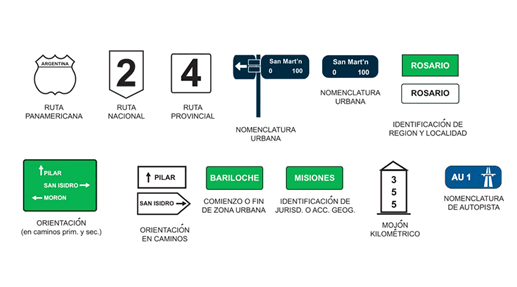 ARGENTINA
RUTA
PANAMERICANA
2
RUTA
NACIONAL
4
RUTA
PROVINCIAL
San Mart'n
0 100
NOMENCLATURA
URBANA
San Mart'n
0 100
NOMENCLATURA
URBANA
ROSARIO
ROSARIO
IDENTIFICACIÓN DE
REGION Y LOCALIDAD
PILAR
SAN ISIDRO
MORON
ORIENTACIÓN
(en caminos prim. y sec.)
PILAR
SAN ISIDRO
ORIENTACIÓN
EN CAMINOS
BARILOCHE
COMIENZO O FIN
DE ZONA URBANA
MISIONES
IDENTIFICACIÓN DE
JURISD. O ACC. GEOG.
3
5
5
MOJÓN
KILOMÉTRICO
AU 1
NOMENCLATURA
DE AUTOPISTA